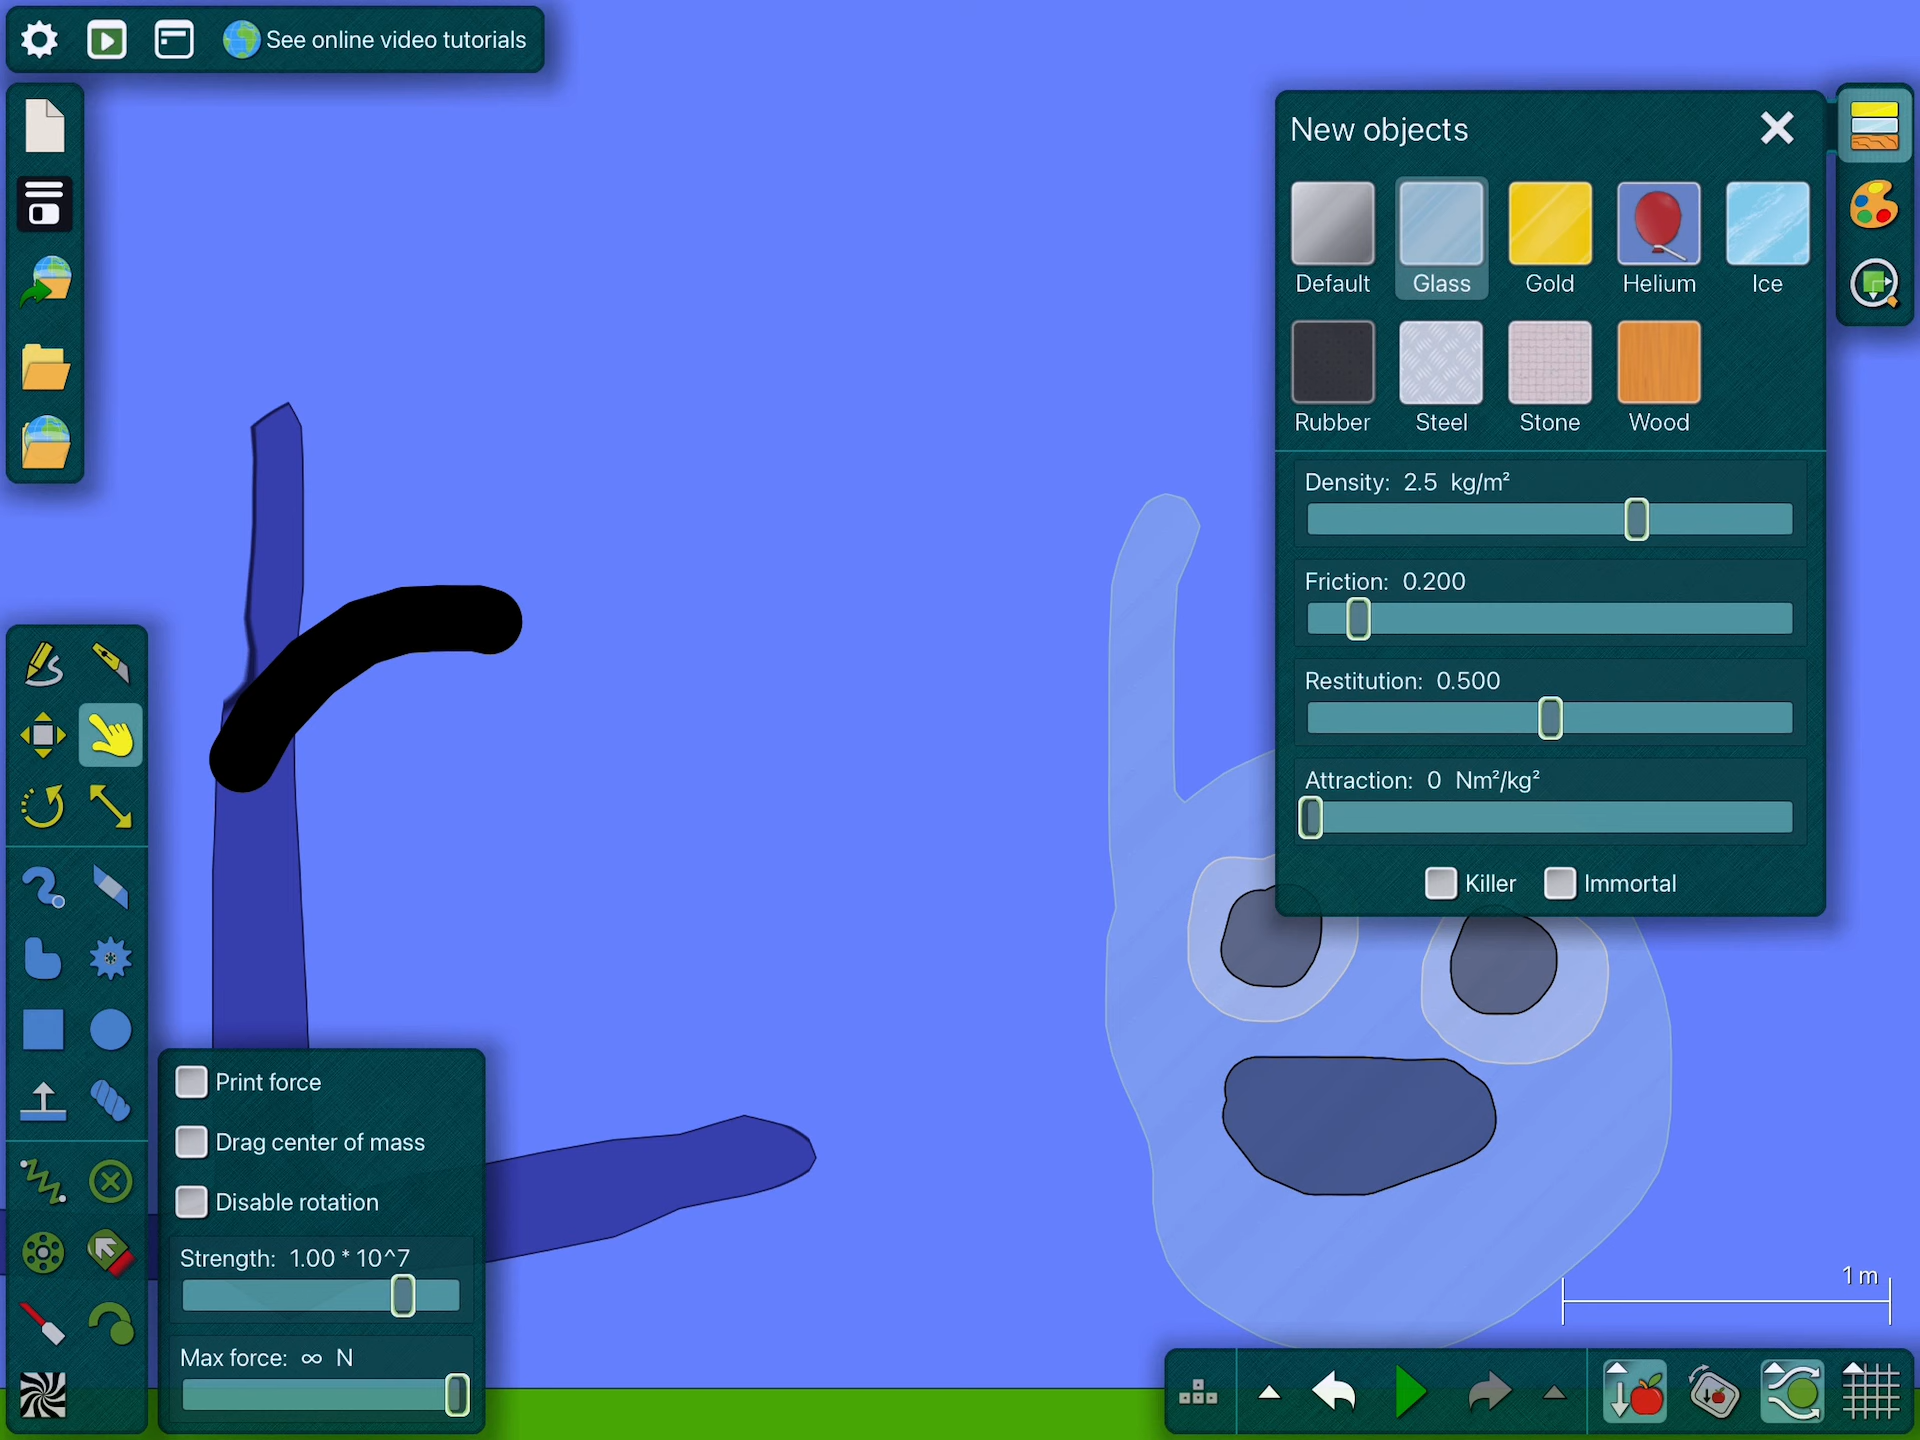 See online video tutorials
New objects
Default
Glass
Gold
Helium
Ice
Rubber
Steel
Stone
Wood
Density: 2.5 kg/m²
Friction: 0.200
Restitution: 0.500
Attraction: 0 Nm²/kg²
Killer
Immortal
Print force
Drag center of mass
Disable rotation
Strength: 1.00 * 10^7
Max force: ∞ N
1 m